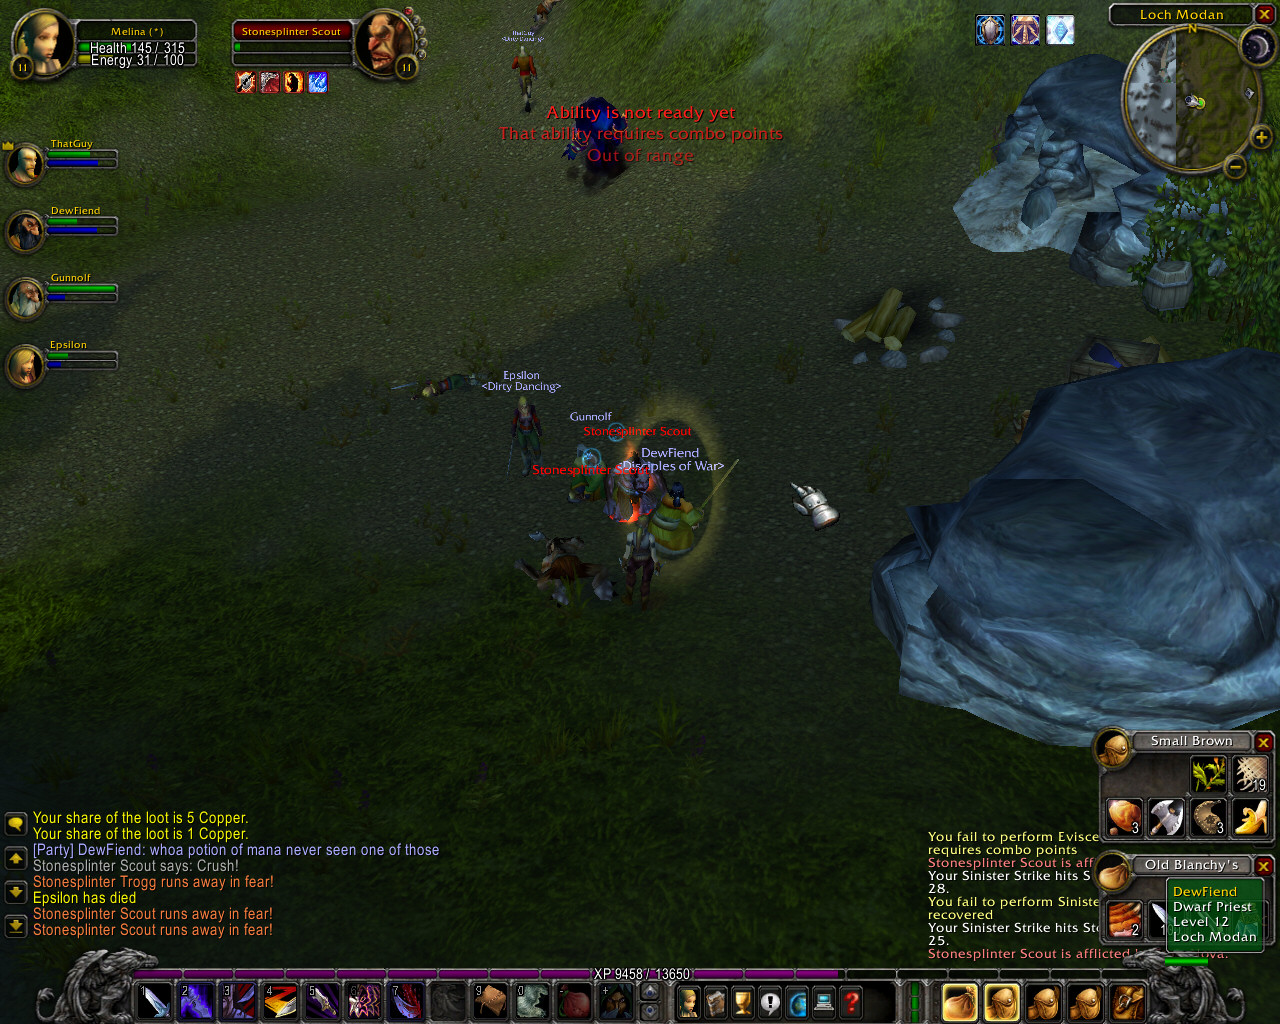 Melina (*)
Health 145 / 315
Energy 31 / 100
11
Stonesplinter Scout
11
ThatGuy
<Dirty Dancing>
Loch Modan
N
Ability is not ready yet
That ability requires combo points
Out of range
ThatGuy
DewFiend
Gunnolf
Epsilon
Epsilon
<Dirty Dancing>
Gunnolf
Stonesplinter Scout
DewFiend
<Disciples of War>
Stonesplinter Scout
Small Brown
19
3
3
Your share of the loot is 5 Copper.
Your share of the loot is 1 Copper.
[Party] DewFiend: whoa potion of mana never seen one of those
Stonesplinter Scout says: Crush!
Stonesplinter Trogg runs away in fear!
Epsilon has died
Stonesplinter Scout runs away in fear!
Stonesplinter Scout runs away in fear!
You fail to perform Evisce
requires combo points
Stonesplinter Scout is aff
Your Sinister Strike hits S
28.
You fail to perform Siniste
recovered
Your Sinister Strike hits Sto
25.
Stonesplinter Scout is afflicted
Old Blanchy's
2
DewFiend
Dwarf Priest
Level 12
Loch Modan
XP 9458 / 13650
1 2 3 4 5 6 7 9 0 - +